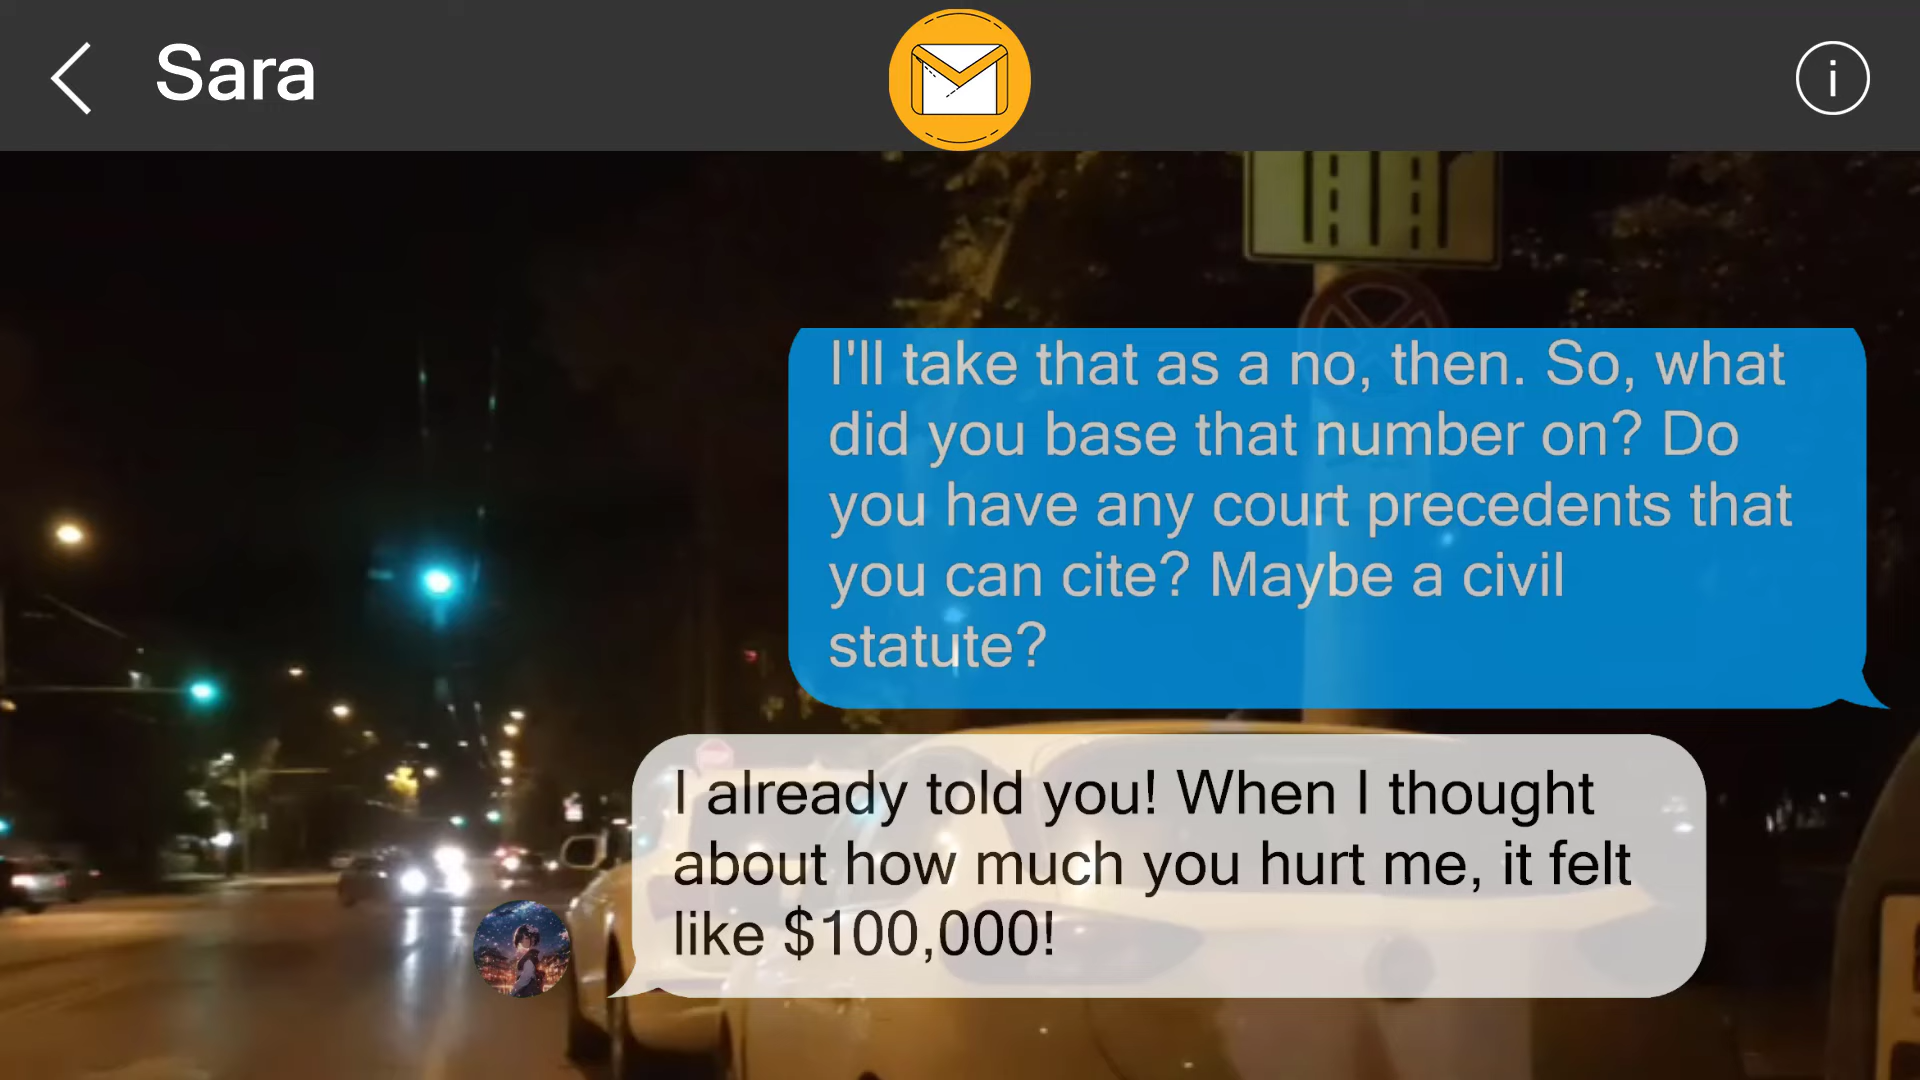 Sara
i
I'll take that as a no, then. So, what
did you base that number on? Do
you have any court precedents that
you can cite? Maybe a civil
statute?
I already told you! When I thought
about how much you hurt me, it felt
like $100,000!